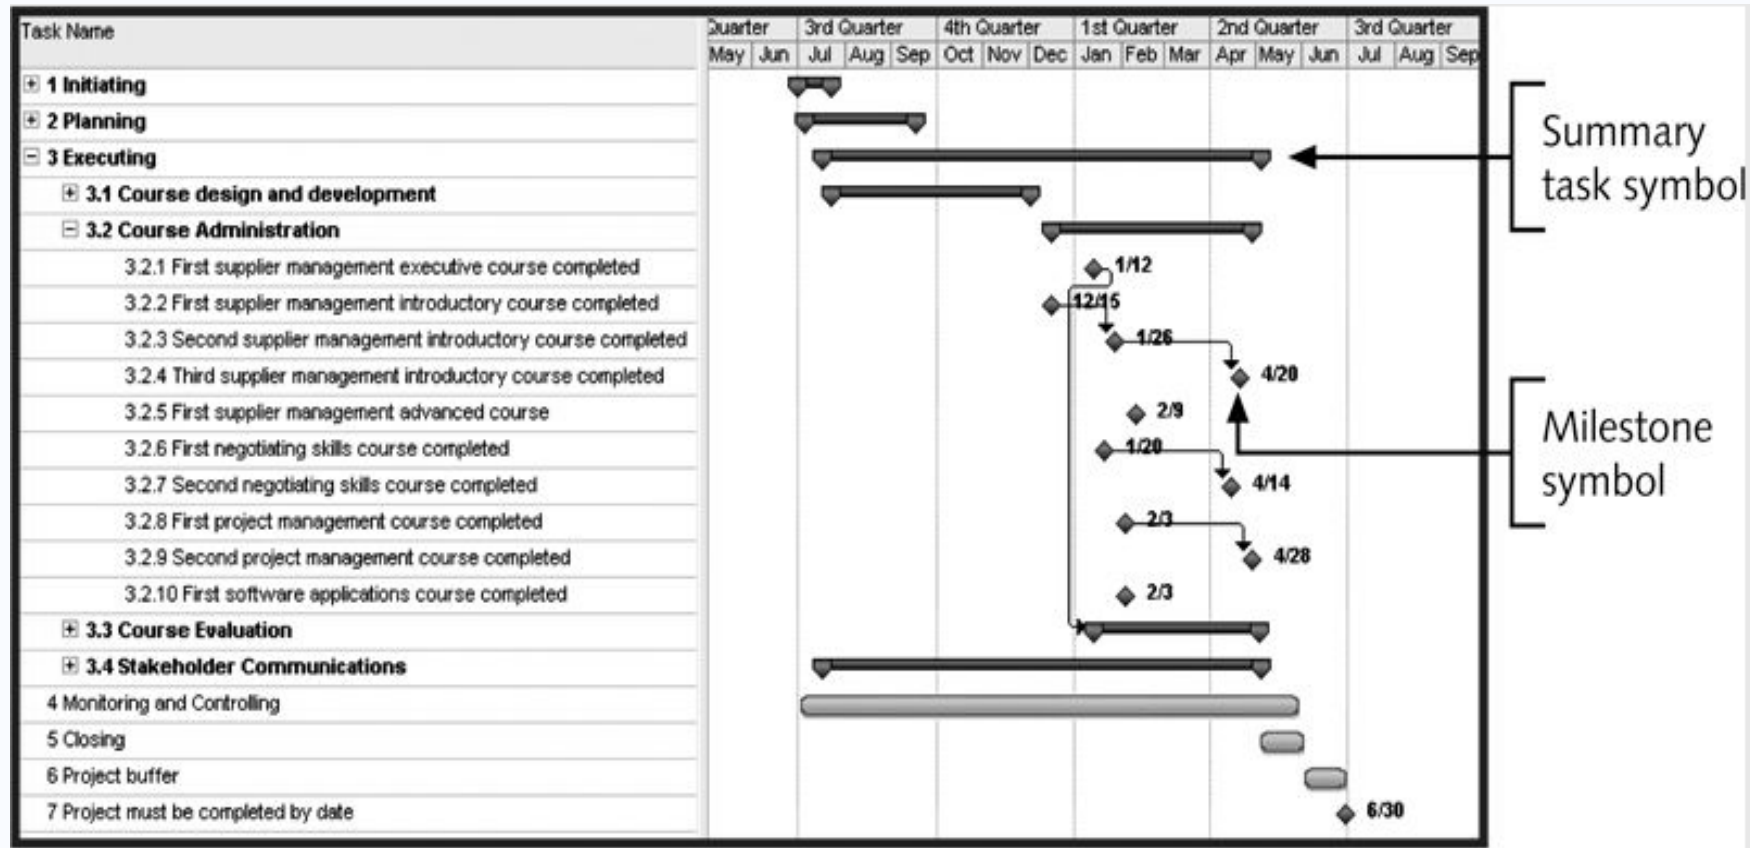 Task Name
Quarter 3rd Quarter 4th Quarter 1st Quarter 2nd Quarter 3rd Quarter
May Jun Jul Aug Sep Oct Nov Dec Jan Feb Mar Apr May Jun Jul Aug Sep
1 Initiating
2 Planning
3 Executing
3.1 Course design and development
3.2 Course Administration
3.2.1 First supplier management executive course completed 1/12
3.2.2 First supplier management introductory course completed 12/15
3.2.3 Second supplier management introductory course completed 1/26
3.2.4 Third supplier management introductory course completed 4/20
3.2.5 First supplier management advanced course 2/9
3.2.6 First negotiating skills course completed 1/20
3.2.7 Second negotiating skills course completed 4/14
3.2.8 First project management course completed 2/3
3.2.9 Second project management course completed 4/28
3.2.10 First software applications course completed 2/3
3.3 Course Evaluation
3.4 Stakeholder Communications
4 Monitoring and Controlling
5 Closing
6 Project buffer
7 Project must be completed by date 6/30
Summary
task symbol
Milestone
symbol